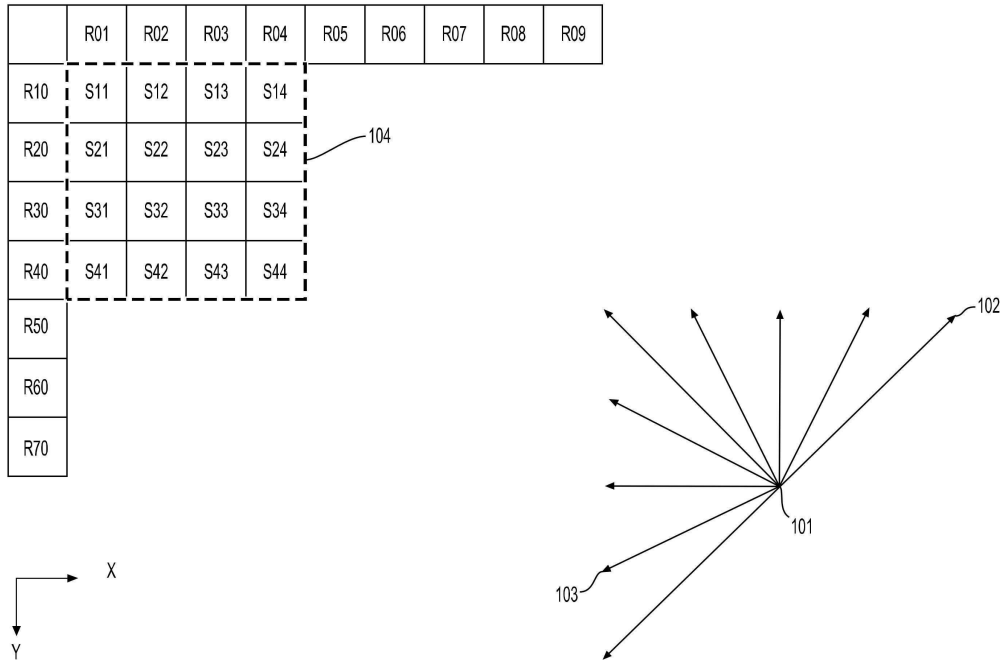 R01 R02 R03 R04 R05 R06 R07 R08 R09
R10 S11 S12 S13 S14
R20 S21 S22 S23 S24
104
R30 S31 S32 S33 S34
R40 S41 S42 S43 S44
R50
R60
R70
102
101
103
X
Y